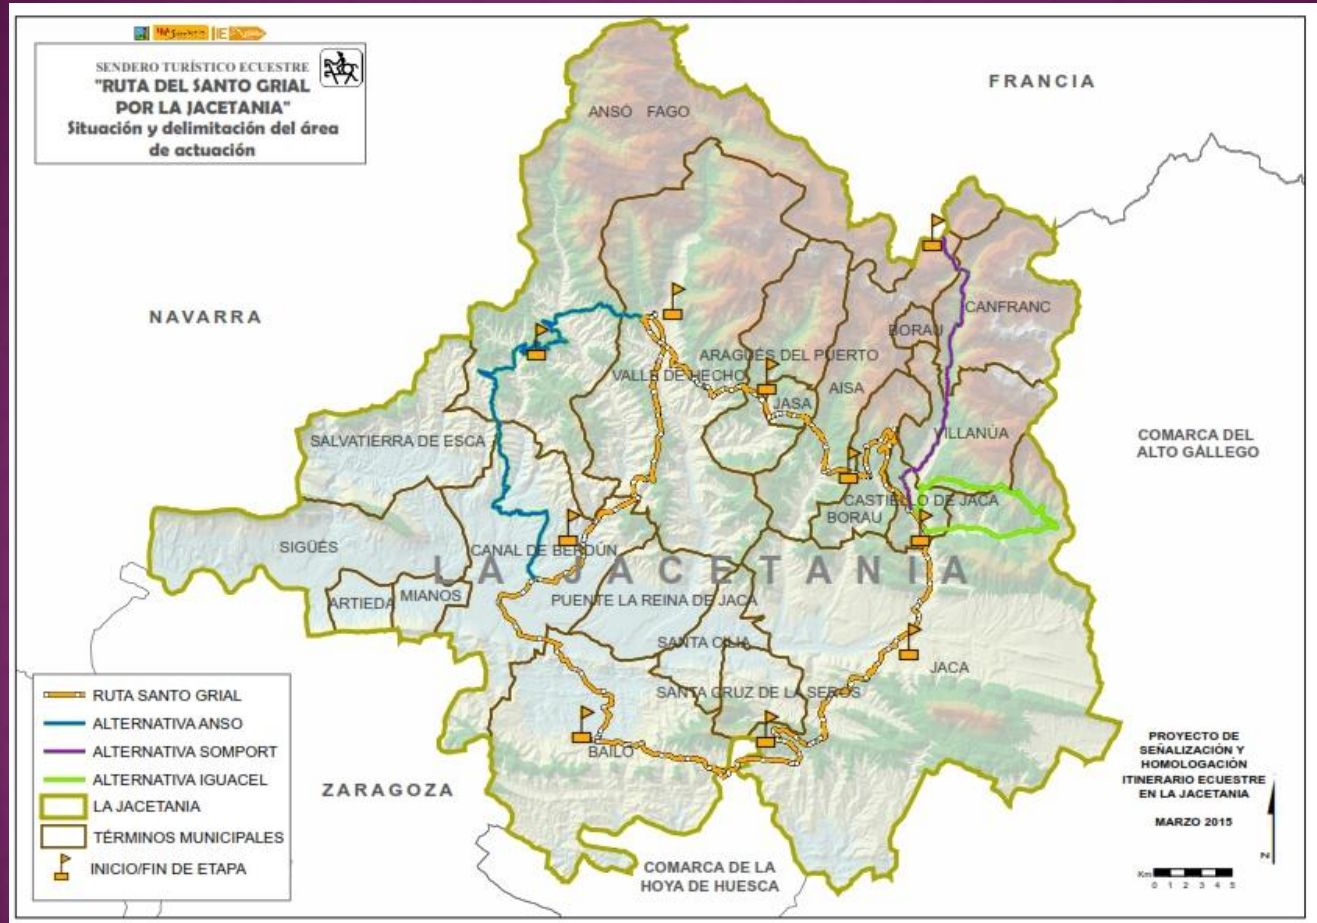 SENDERO TURÍSTICO ECUESTRE
"RUTA DEL SANTO GRIAL
POR LA JACETANIA"
Situación y delimitación del área
de actuación
FRANCIA
ANSÓ FAGO
NAVARRA
CANFRANC
BORAU
ARAGÜÉS DEL PUERTO
VALLE DE HECHO
AÍSA
JASA
VILLANÚA
SALVATIERRA DE ESCA
COMARCA DEL
ALTO GÁLLEGO
CASTIELLO DE JACA
BORAU
SIGÜÉS
CANAL DE BERDÚN
LA JACETANIA
ARTIEDA
MIANOS
PUENTE LA REINA DE JACA
SANTA CILIA
JACA
SANTA CRUZ DE LA SERÓS
BAILO
ZARAGOZA
COMARCA DE LA
HOYA DE HUESCA
RUTA SANTO GRIAL
ALTERNATIVA ANSO
ALTERNATIVA SOMPORT
ALTERNATIVA IGUACEL
LA JACETANIA
TÉRMINOS MUNICIPALES
INICIO/FIN DE ETAPA
PROYECTO DE
SEÑALIZACIÓN Y
HOMOLOGACIÓN
ITINERARIO ECUESTRE
EN LA JACETANIA
MARZO 2015
N
Km
0 1 2 3 4 5